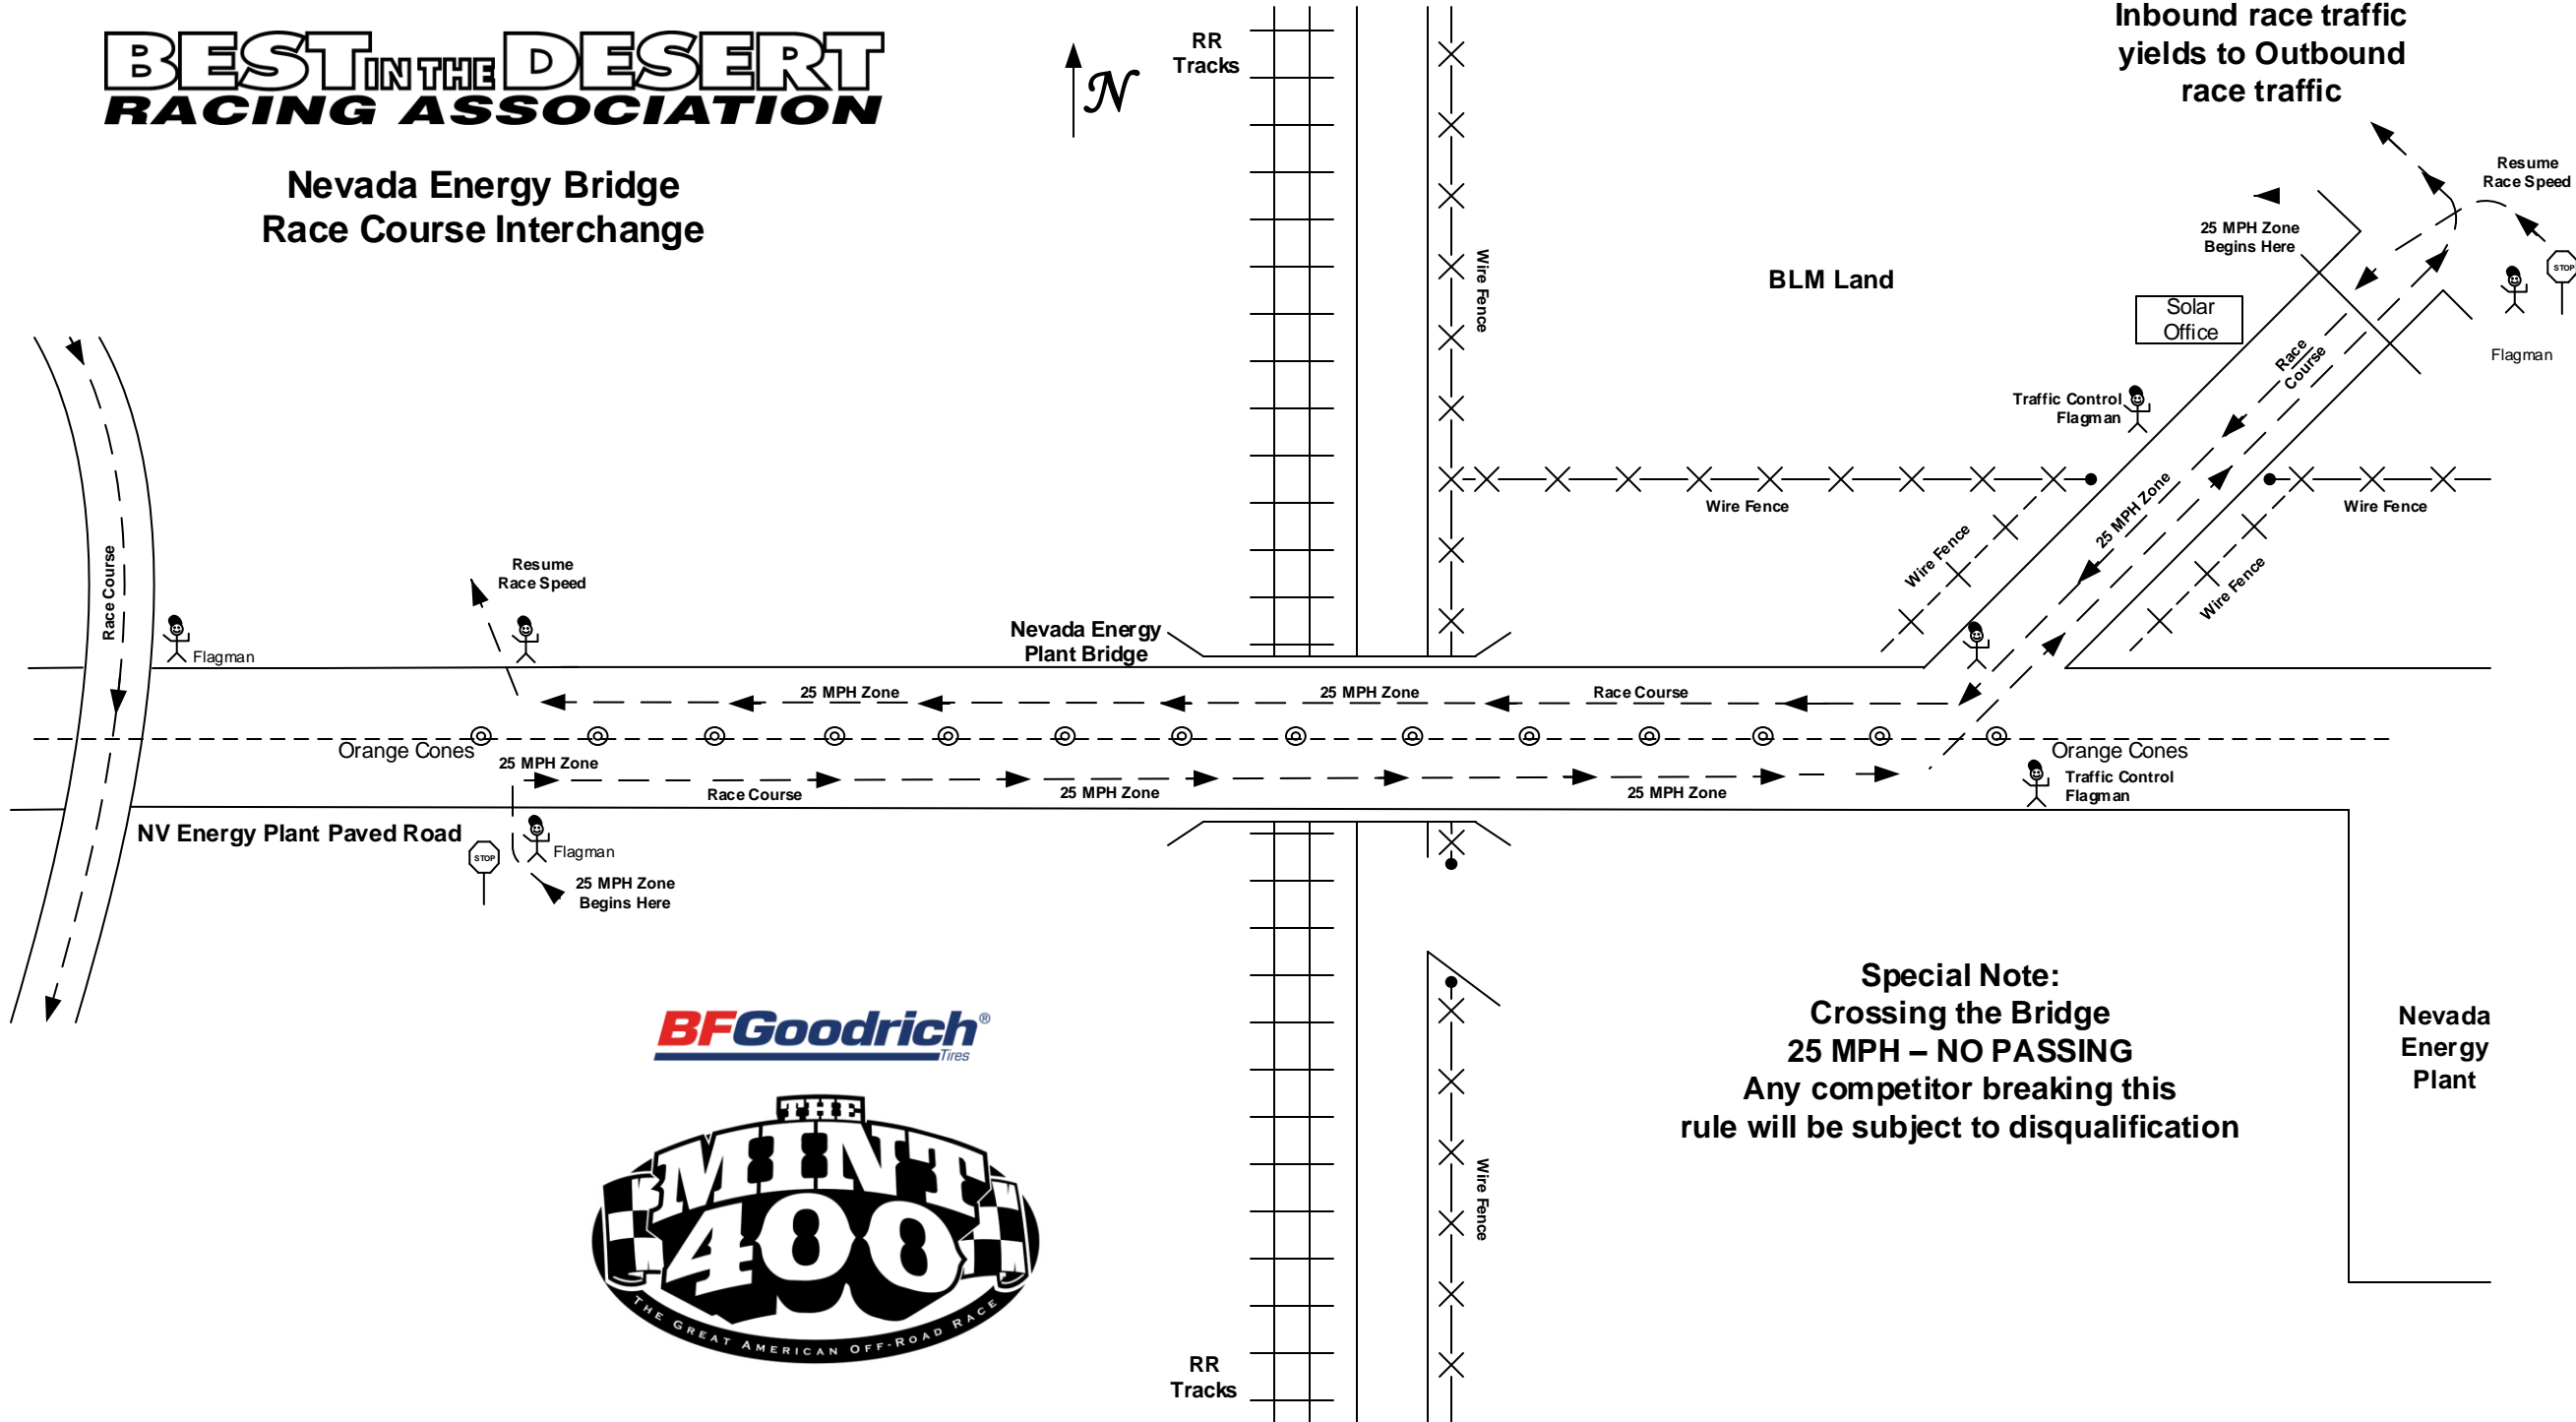 BEST IN THE DESERT
RACING ASSOCIATION
Nevada Energy Bridge
Race Course Interchange
N
RR
Tracks
Inbound race traffic
yields to Outbound
race traffic
Resume
Race Speed
25 MPH Zone
Begins Here
STOP
Flagman
Wire Fence
BLM Land
Solar
Office
Race
Course
Traffic Control
Flagman
Wire Fence
Wire Fence
25 MPH Zone
Wire Fence
Wire Fence
Race Course
Flagman
Resume
Race Speed
Nevada Energy
Plant Bridge
25 MPH Zone
25 MPH Zone
Race Course
Orange Cones
Orange Cones
25 MPH Zone
Race Course
25 MPH Zone
25 MPH Zone
Traffic Control
Flagman
NV Energy Plant Paved Road
STOP
Flagman
25 MPH Zone
Begins Here
BFGoodrich®
Tires
THE
MINT
400
THE GREAT AMERICAN OFF-ROAD RACE
Wire Fence
RR
Tracks
Special Note:
Crossing the Bridge
25 MPH – NO PASSING
Any competitor breaking this
rule will be subject to disqualification
Nevada
Energy
Plant